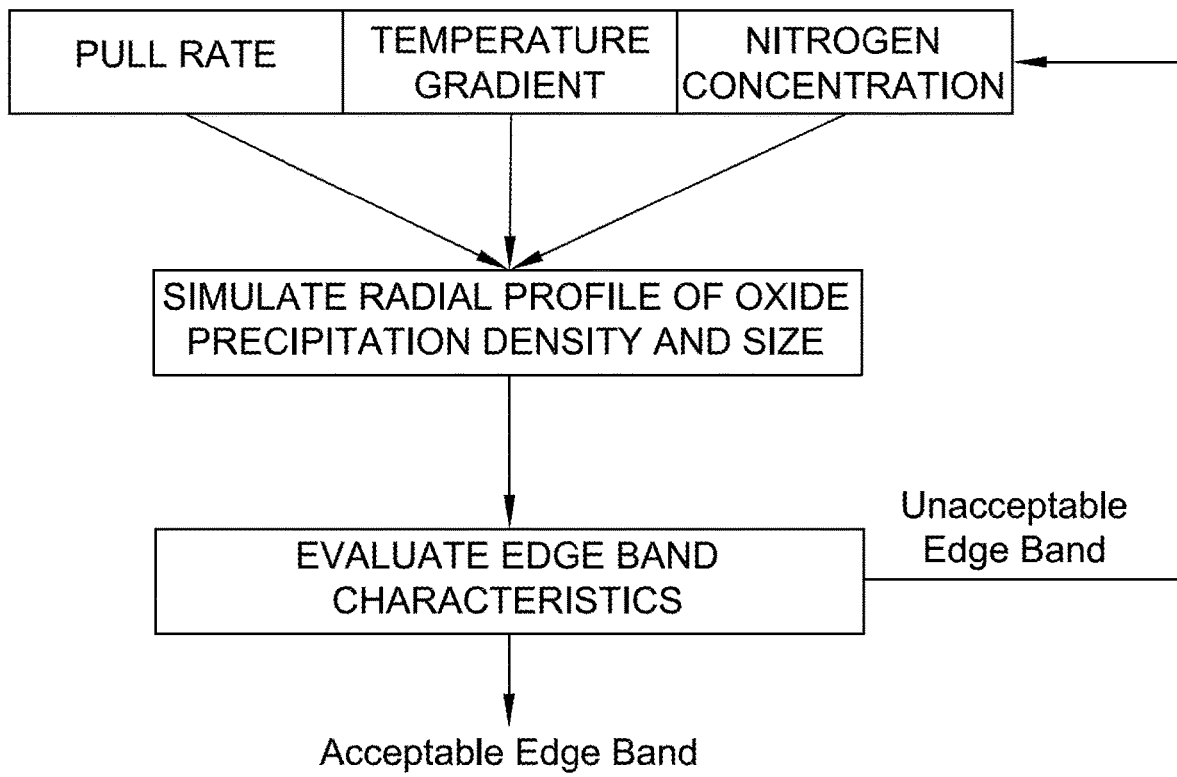 PULL RATE
TEMPERATURE
GRADIENT
NITROGEN
CONCENTRATION
SIMULATE RADIAL PROFILE OF OXIDE
PRECIPITATION DENSITY AND SIZE
EVALUATE EDGE BAND
CHARACTERISTICS
Unacceptable
Edge Band
Acceptable Edge Band